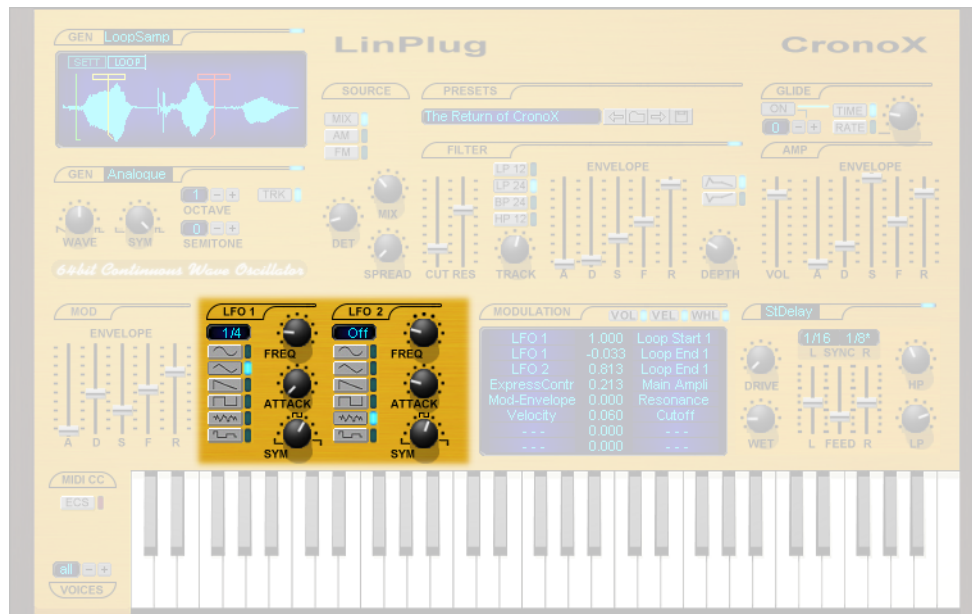 GEN LoopSamp
GETT LOOP
LinPlug
CronoX
SOURCE
MIX
AM
FM
PRESETS
The Return of CronoX
GLIDE
ON
0 - +
TIME
RATE
GEN Analogue
WAVE
SYM
1 - +
OCTAVE
0 - +
SEMITONE
TRK
64bit Continuous Wave Oscillator
DET
MIX
SPREAD
FILTER
LP 12
LP 24
BP 24
HP 12
ENVELOPE
CUT RES
TRACK
A D S F R
DEPTH
AMP
ENVELOPE
VOL A D S F R
MOD
ENVELOPE
A D S F R
LFO 1
1/4
FREQ
ATTACK
SYM
LFO 2
Off
FREQ
ATTACK
SYM
MODULATION VOL VEL WHL
LFO 1 1.000 Loop Start 1
LFO 1 -0.033 Loop End 1
LFO 2 0.813 Loop End 1
ExpressContr 0.213 Main Ampli
Mod-Envelope 0.000 Resonance
Velocity 0.060 Cutoff
- - - 0.000 - - -
- - - 0.000 - - -
StDelay
1/16 1/8*
L SYNC R
DRIVE
WET
L FEED R
HP
LP
MIDI CC
ECS
all - +
VOICES